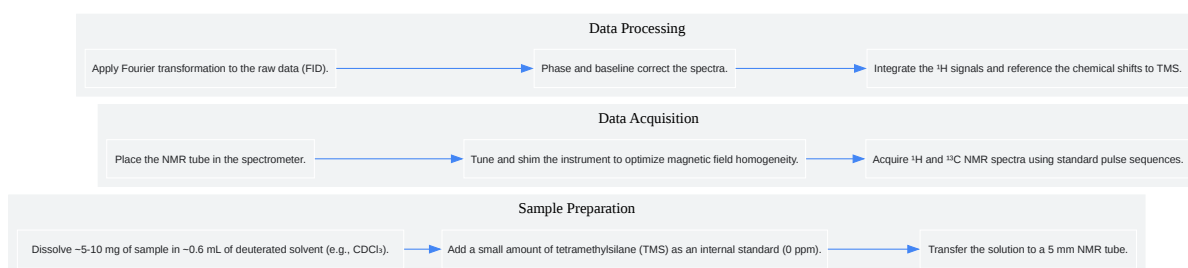 Data Processing
Apply Fourier transformation to the raw data (FID).
Phase and baseline correct the spectra.
Integrate the ¹H signals and reference the chemical shifts to TMS.
Data Acquisition
Place the NMR tube in the spectrometer.
Tune and shim the instrument to optimize magnetic field homogeneity.
Acquire ¹H and ¹³C NMR spectra using standard pulse sequences.
Sample Preparation
Dissolve ~5-10 mg of sample in ~0.6 mL of deuterated solvent (e.g., CDCl₃).
Add a small amount of tetramethylsilane (TMS) as an internal standard (0 ppm).
Transfer the solution to a 5 mm NMR tube.